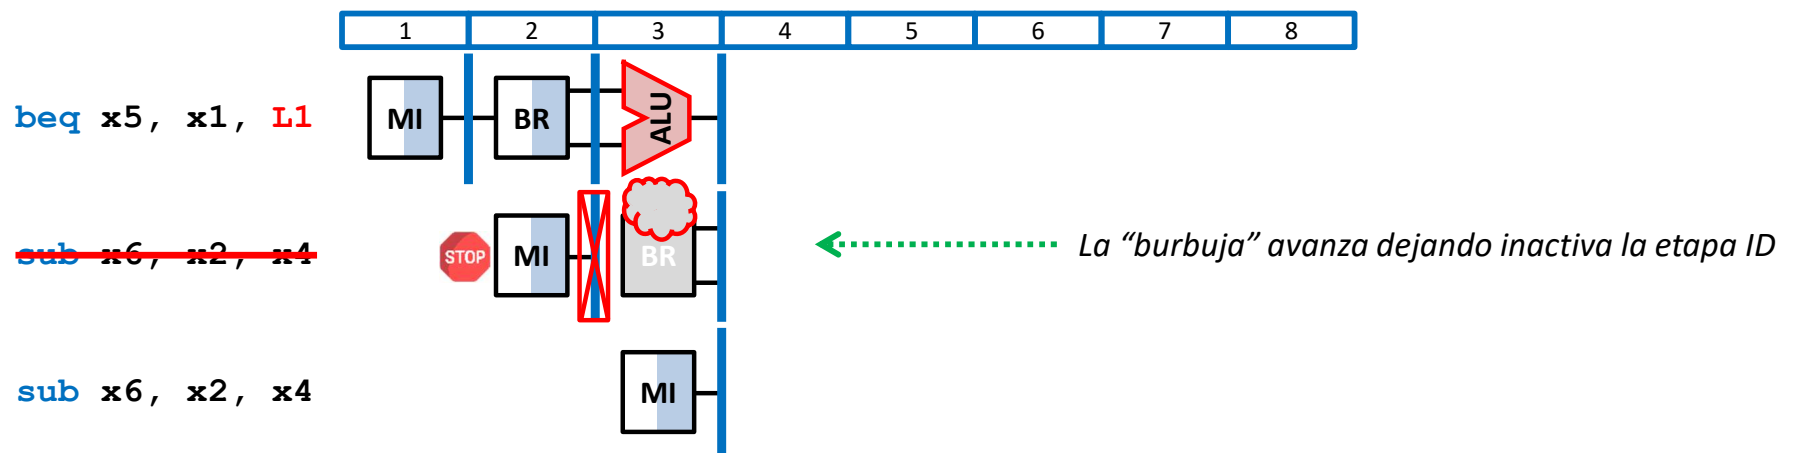 1 2 3 4 5 6 7 8
beq x5, x1, L1 MI BR ALU
sub x6, x2, x4 STOP MI BR La “burbuja” avanza dejando inactiva la etapa ID
sub x6, x2, x4 MI